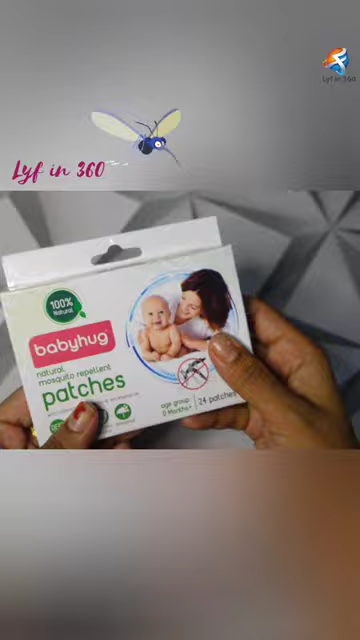 Lyf in 360
Lyf in 360
100%
Natural
babyhug
natural
mosquito repellent
patches
age group:
0 Months+
24 patches